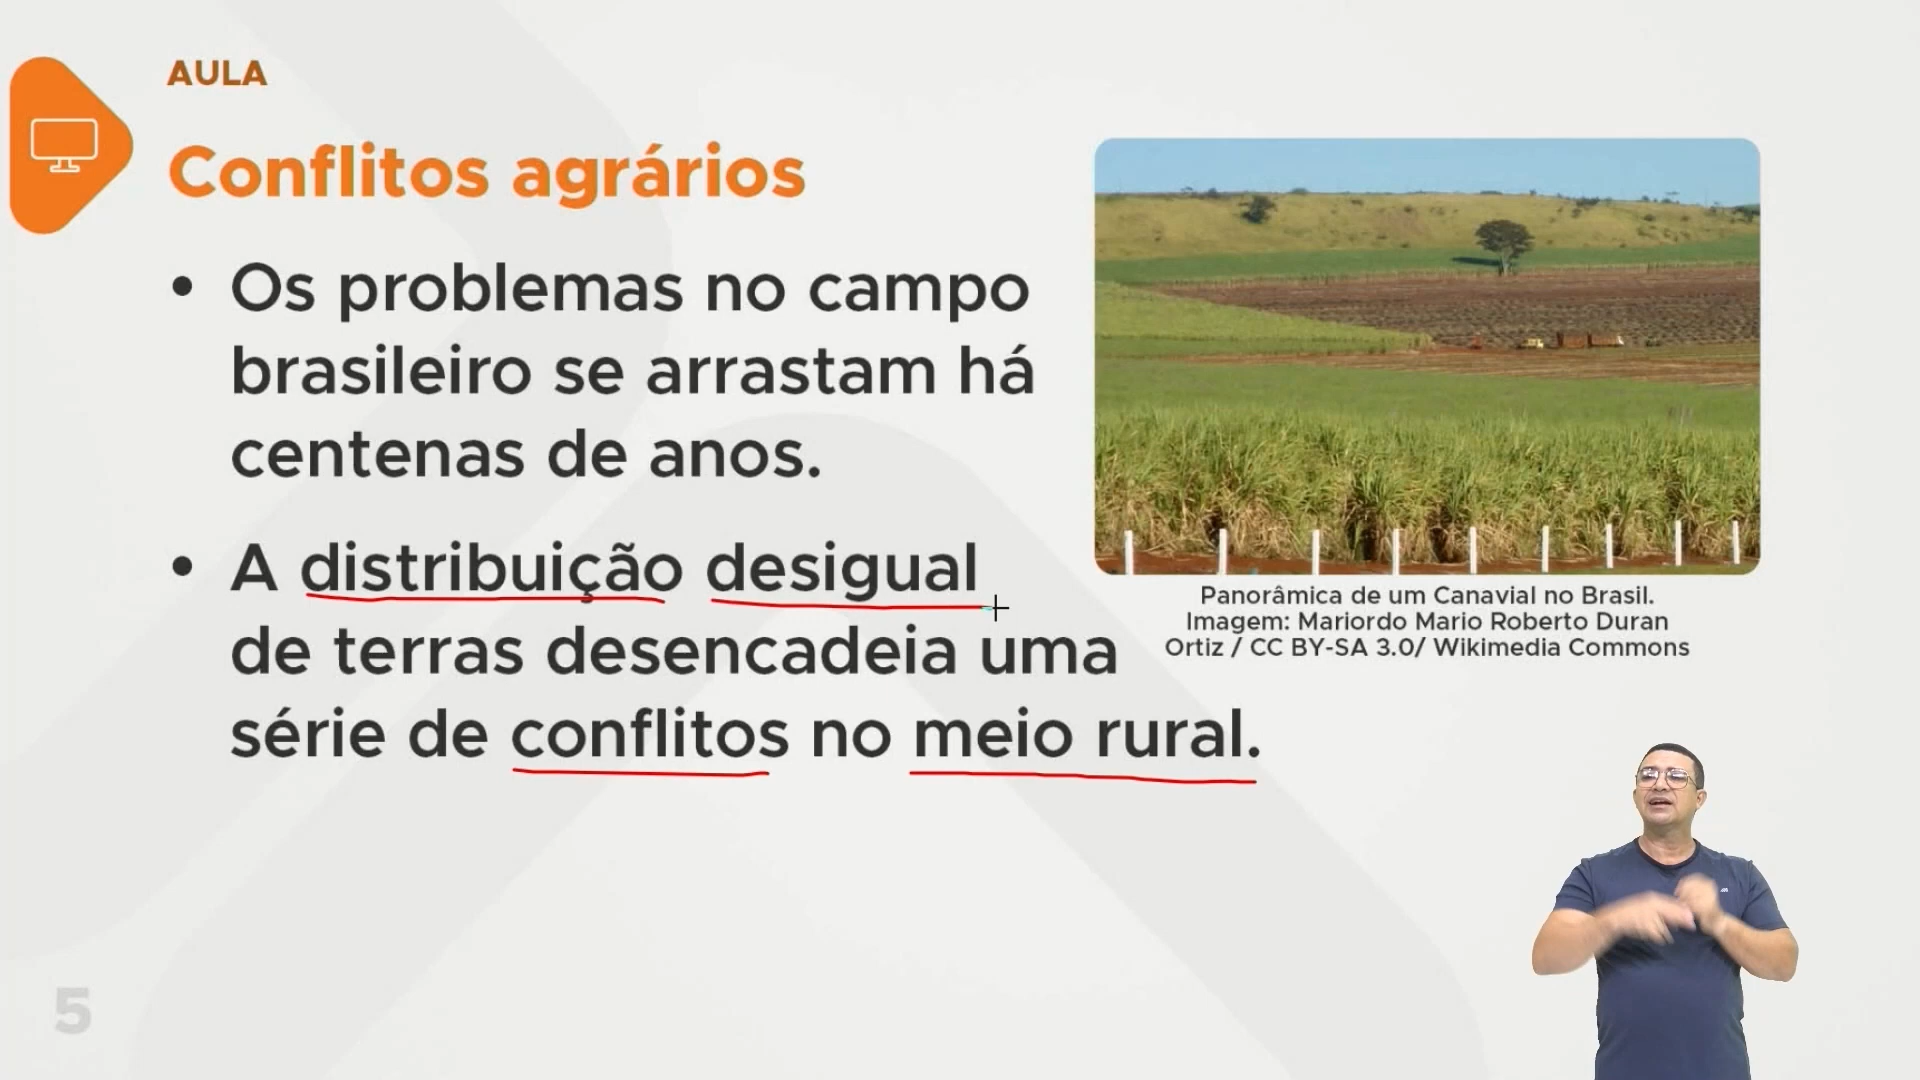 AULA
Conflitos agrários
• Os problemas no campo
brasileiro se arrastam há
centenas de anos.
• A distribuição desigual
de terras desencadeia uma
série de conflitos no meio rural.
Panorâmica de um Canavial no Brasil.
Imagem: Mariordo Mario Roberto Duran
Ortiz / CC BY-SA 3.0/ Wikimedia Commons
5